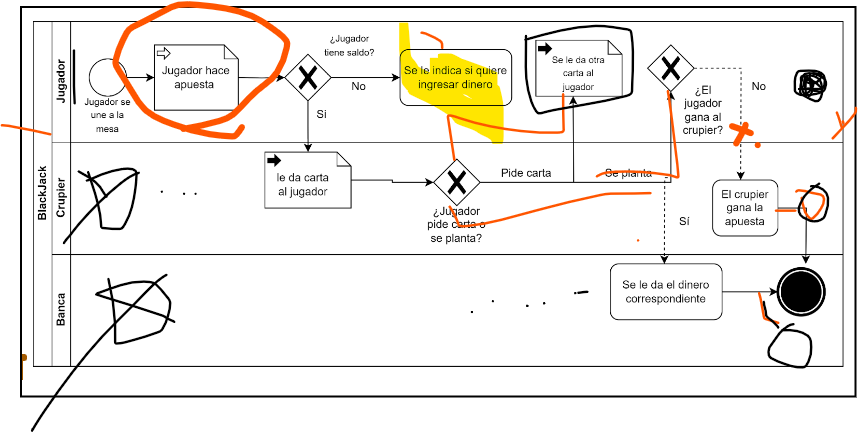 BlackJack
Jugador
Jugador se
une a la
mesa
Jugador hace
apuesta
¿Jugador
tiene saldo?
No
Sí
Se le indica si quiere
ingresar dinero
Se le da otra
carta al
jugador
¿El
jugador
gana al
crupier?
No
Crupier
le da carta
al jugador
¿Jugador
pide carta o
se planta?
Pide carta
Se planta
Sí
El crupier
gana la
apuesta
Banca
Se le da el dinero
correspondiente